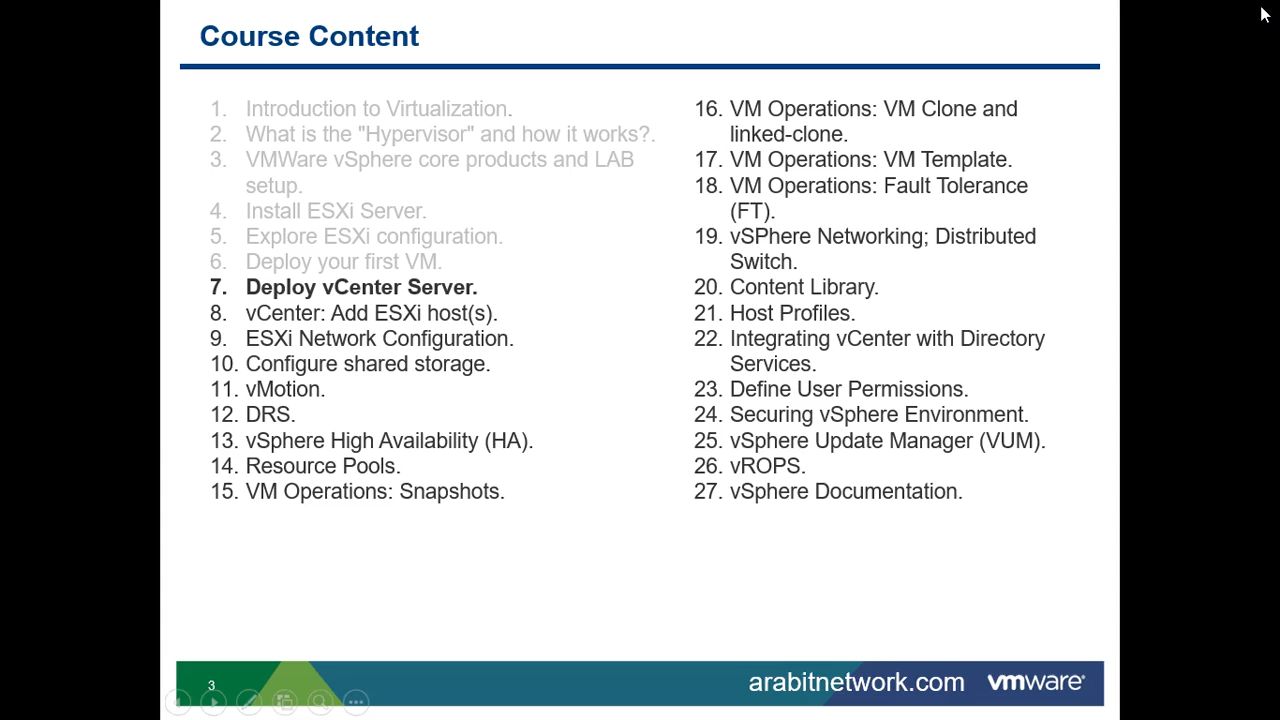 Course Content
1. Introduction to Virtualization.
2. What is the "Hypervisor" and how it works?.
3. VMWare vSphere core products and LAB
setup.
4. Install ESXi Server.
5. Explore ESXi configuration.
6. Deploy your first VM.
7. Deploy vCenter Server.
8. vCenter: Add ESXi host(s).
9. ESXi Network Configuration.
10. Configure shared storage.
11. vMotion.
12. DRS.
13. vSphere High Availability (HA).
14. Resource Pools.
15. VM Operations: Snapshots.
16. VM Operations: VM Clone and
linked-clone.
17. VM Operations: VM Template.
18. VM Operations: Fault Tolerance
(FT).
19. vSPhere Networking; Distributed
Switch.
20. Content Library.
21. Host Profiles.
22. Integrating vCenter with Directory
Services.
23. Define User Permissions.
24. Securing vSphere Environment.
25. vSphere Update Manager (VUM).
26. vROPS.
27. vSphere Documentation.
3
arabitnetwork.com
vmware®